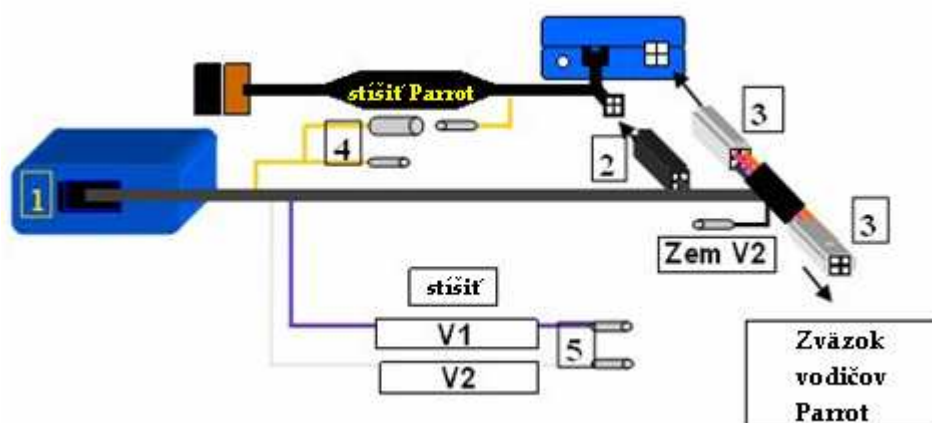 stíšiť Parrot
3
4
2
1
3
Zem V2
stíšiť
V1
5
V2
Zväzok
vodičov
Parrot